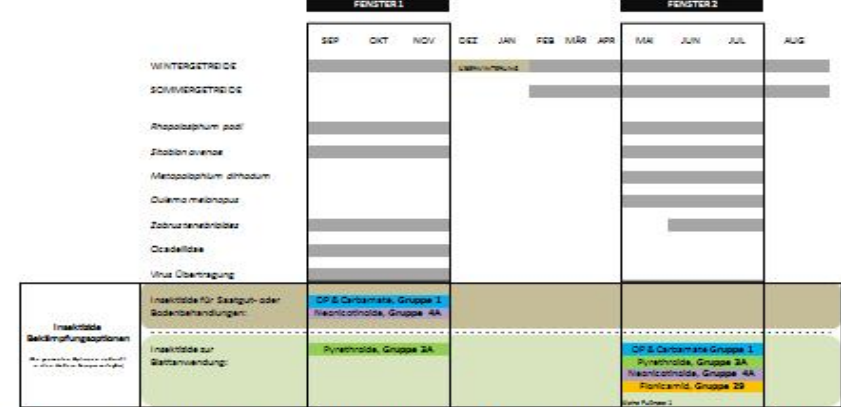 FENSTER 1 FENSTER 2
SEP OKT NOV DEZ JAN FEB MÄR APR MAI JUN JUL AUG
WINTERGETREIDE ÜBERWINTERUNG
SOMMERGETREIDE
Rhopalosiphum padi
Sitobion avenae
Metopolophium dirhodum
Oulema melanopus
Zabrus tenebrioides
Cicadellidae
Virus Übertragung
Insektizide für Saatgut- oder
Bodenbehandlungen:
OP & Carbamate, Gruppe 1
Neonicotinoide, Gruppe 4A
Insektizide
Bekämpfungsoptionen
Insektizide zur
Blattanwendung:
Pyrethroide, Gruppe 3A
OP & Carbamate Gruppe 1
Pyrethroide, Gruppe 3A
Neonicotinoide, Gruppe 4A
Flonicamid, Gruppe 29